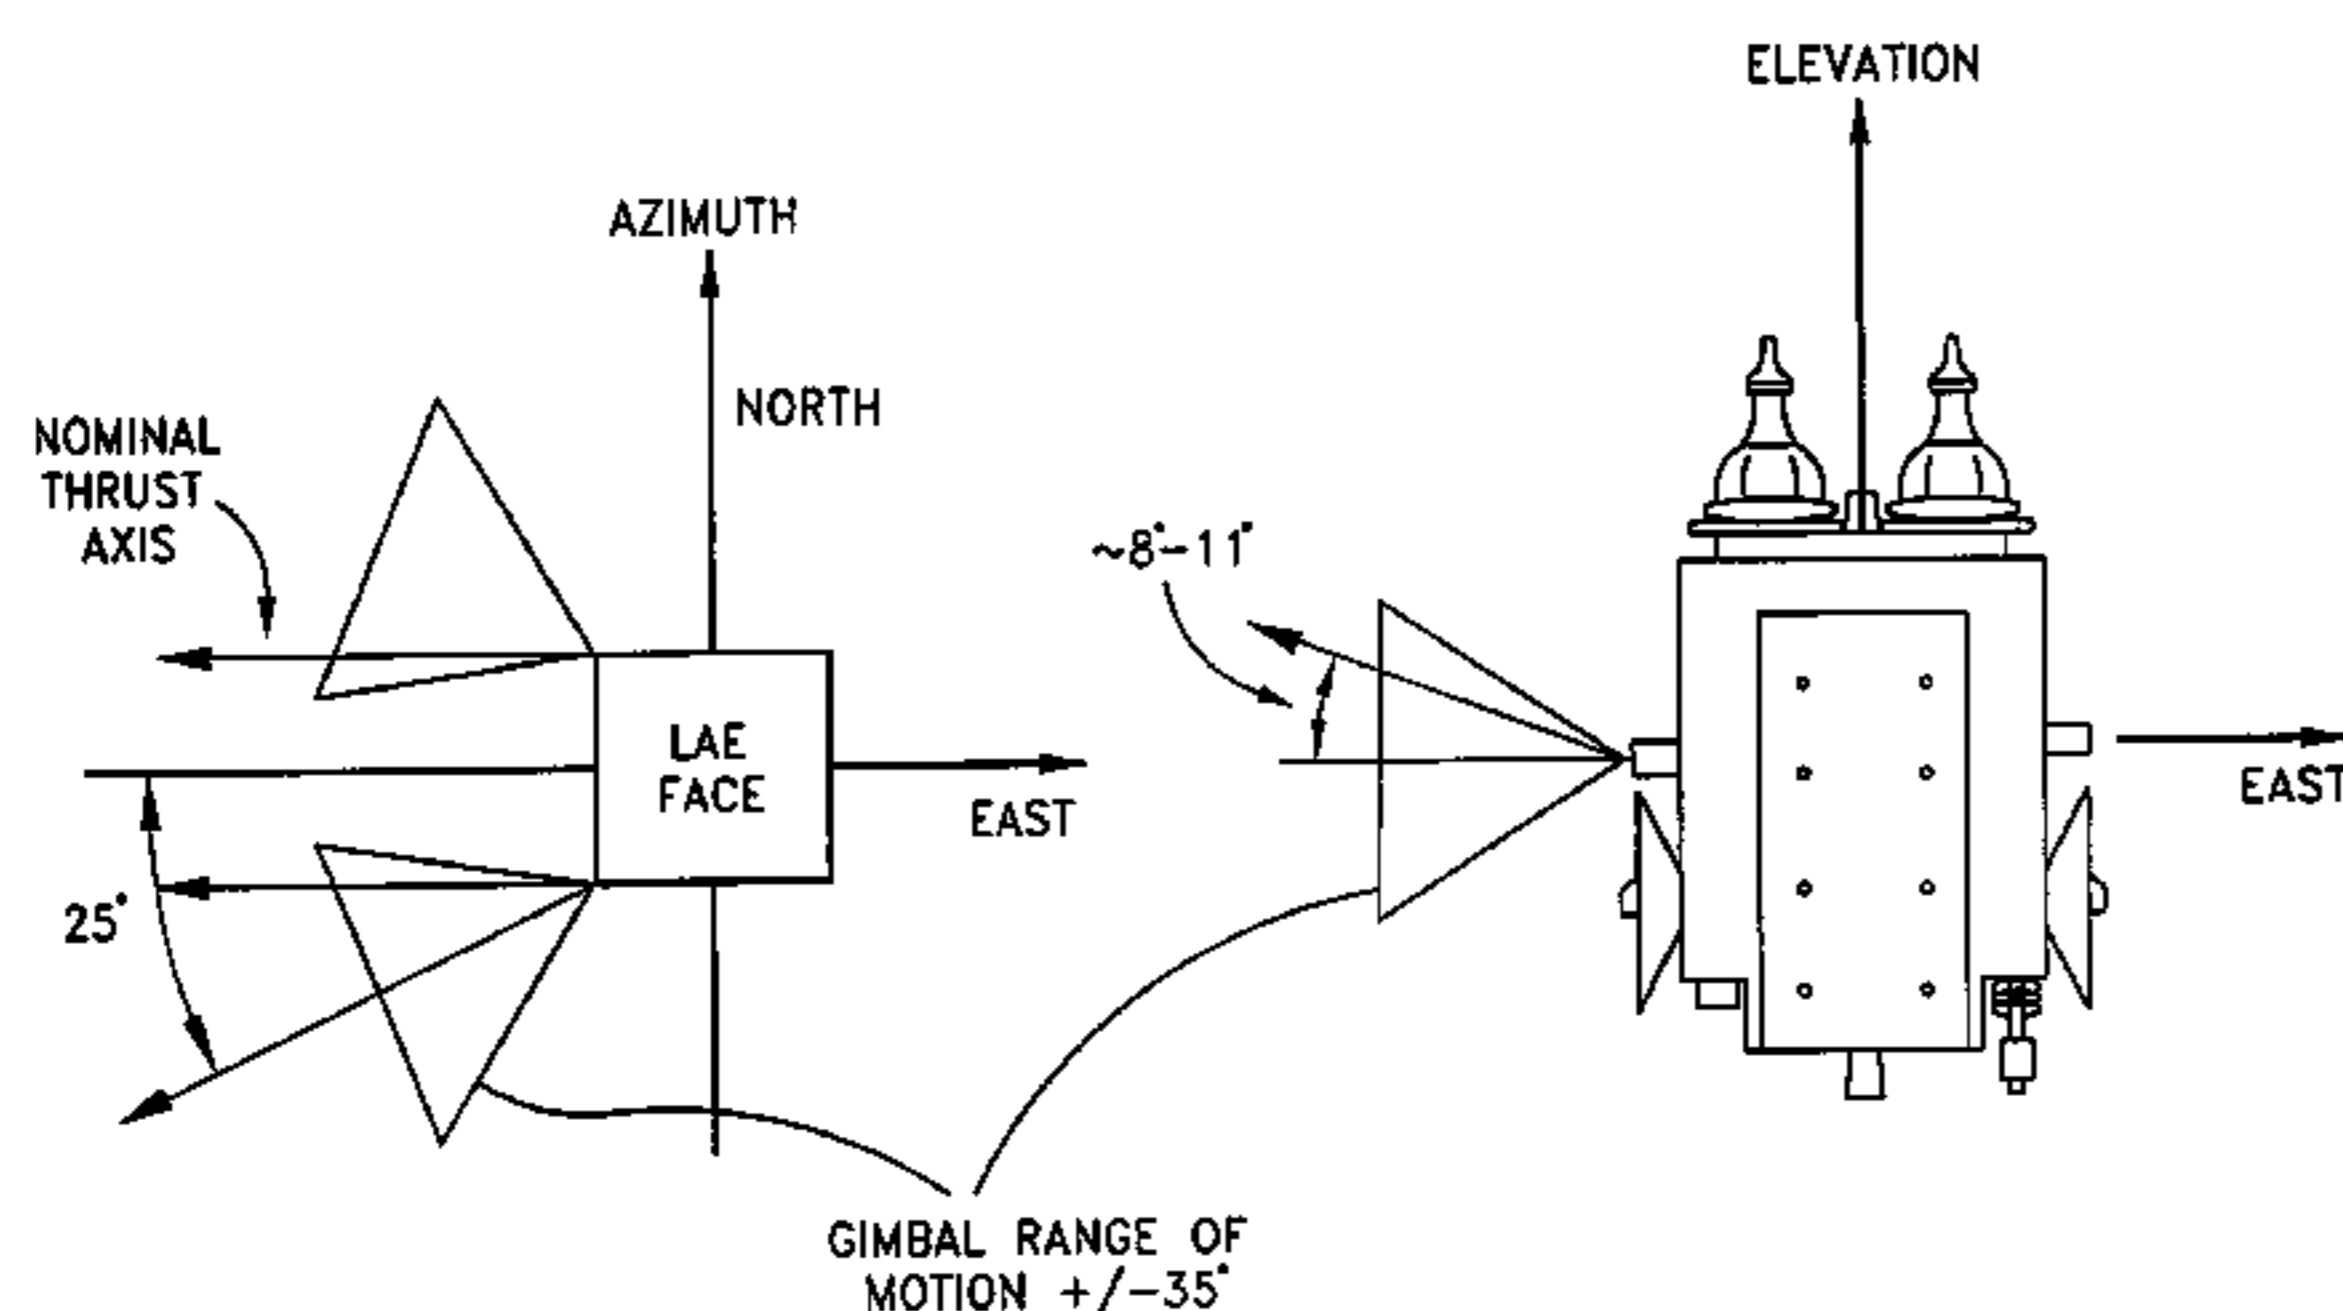 ELEVATION
AZIMUTH
NORTH
NOMINAL
THRUST
AXIS
~8°-11°
LAE
FACE
EAST
EAST
25°
GIMBAL RANGE OF
MOTION +/-35°